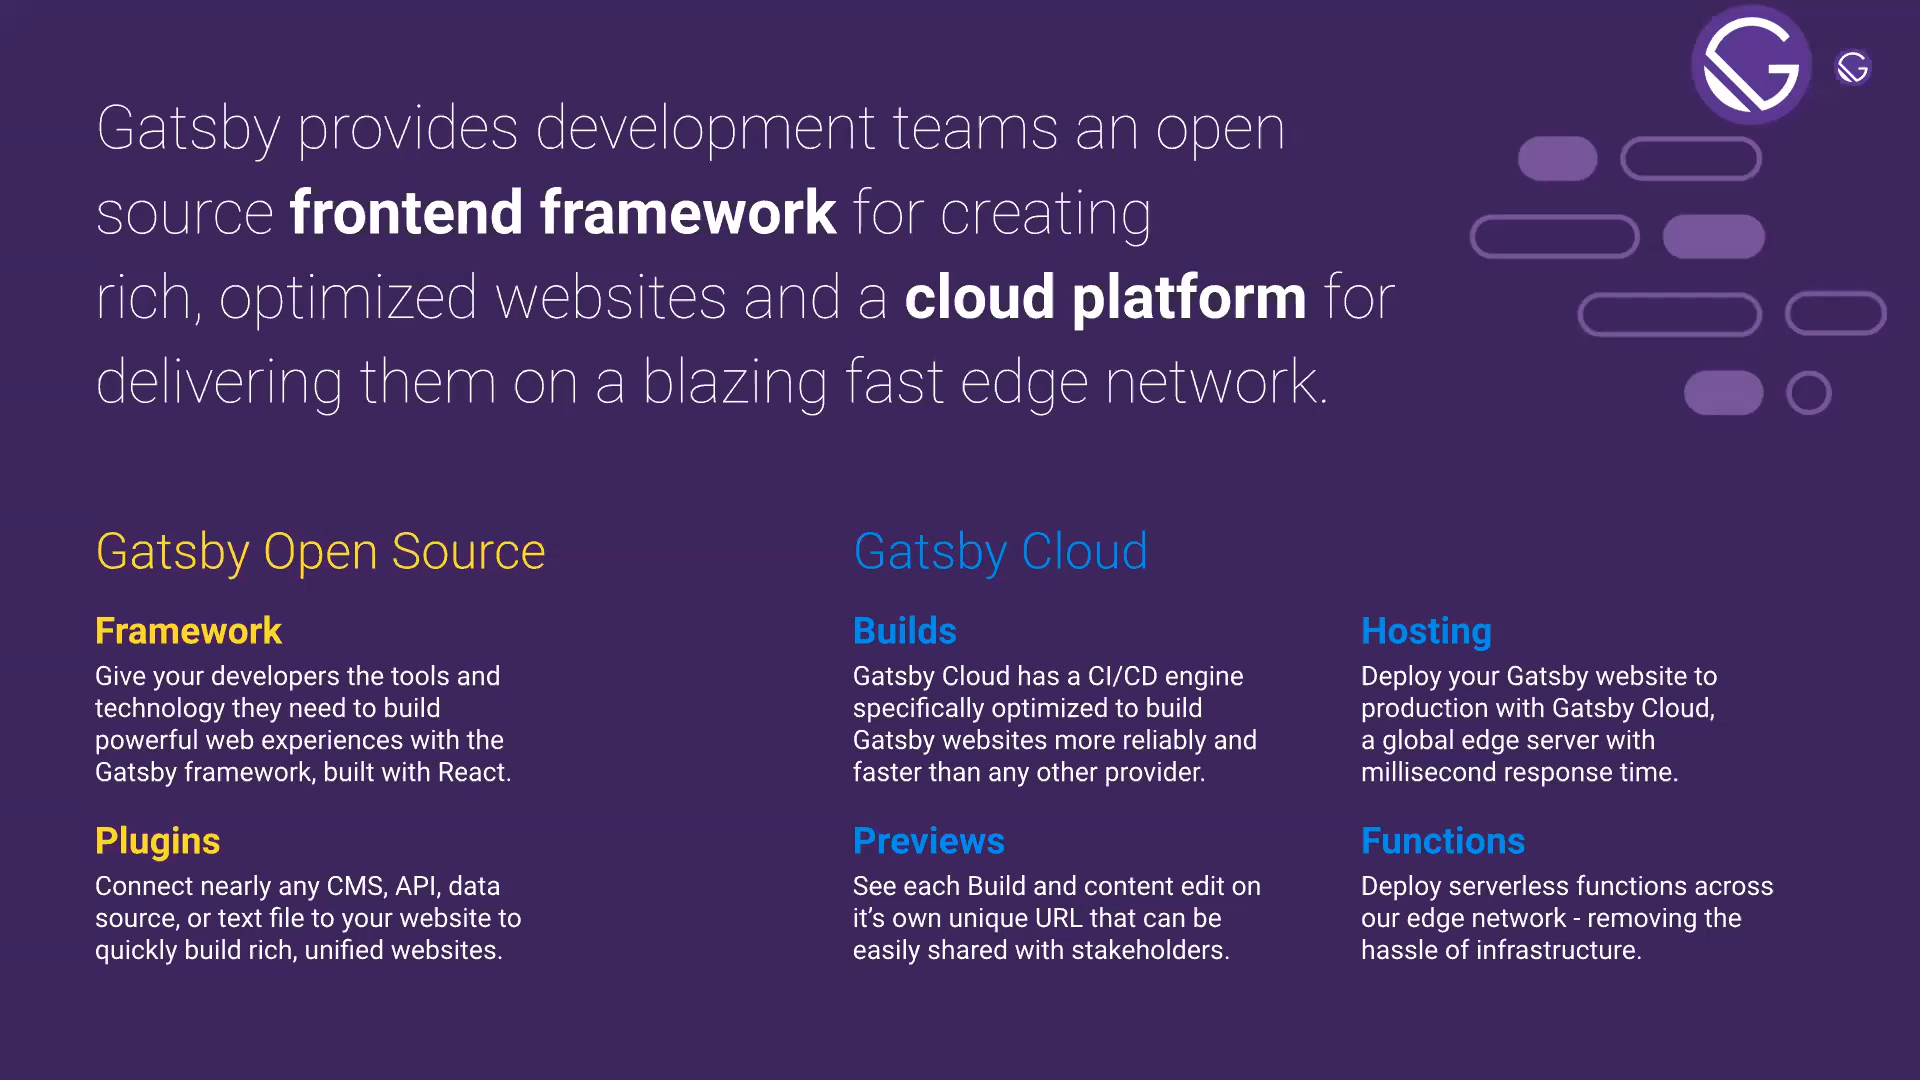 Gatsby provides development teams an open
source frontend framework for creating
rich, optimized websites and a cloud platform for
delivering them on a blazing fast edge network.
Gatsby Open Source
Framework
Give your developers the tools and
technology they need to build
powerful web experiences with the
Gatsby framework, built with React.
Plugins
Connect nearly any CMS, API, data
source, or text file to your website to
quickly build rich, unified websites.
Gatsby Cloud
Builds
Gatsby Cloud has a CI/CD engine
specifically optimized to build
Gatsby websites more reliably and
faster than any other provider.
Previews
See each Build and content edit on
it’s own unique URL that can be
easily shared with stakeholders.
Hosting
Deploy your Gatsby website to
production with Gatsby Cloud,
a global edge server with
millisecond response time.
Functions
Deploy serverless functions across
our edge network - removing the
hassle of infrastructure.